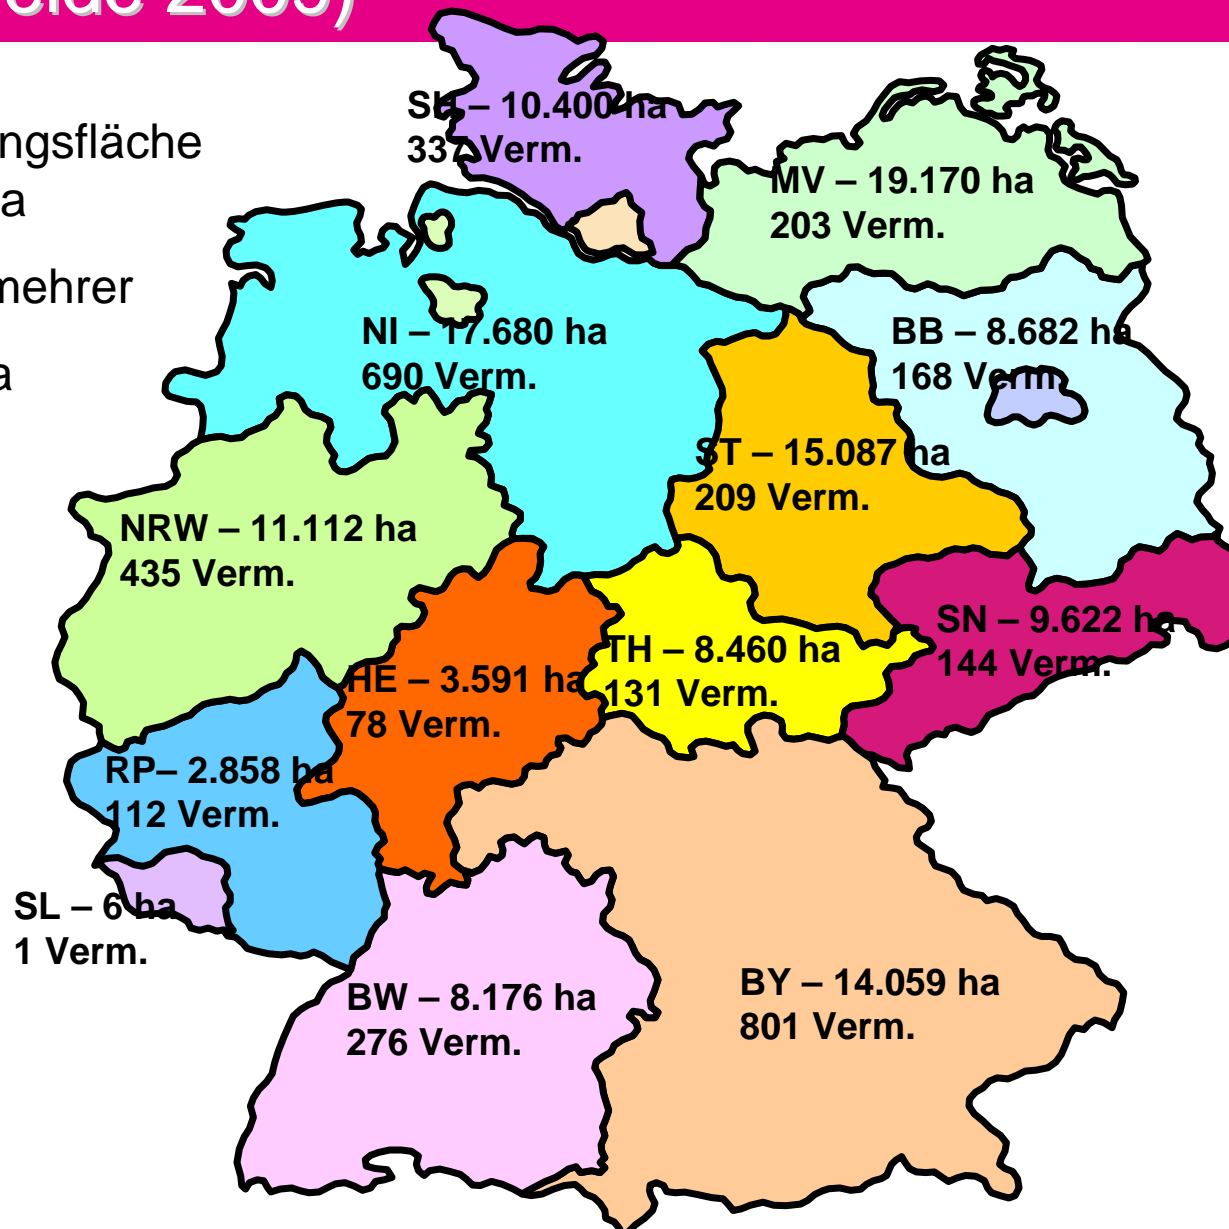 ngsfläche
a
mehrer
a
SH – 10.400 ha
337 Verm.
MV – 19.170 ha
203 Verm.
NI – 17.680 ha
690 Verm.
BB – 8.682 ha
168 Verm.
ST – 15.087 ha
209 Verm.
NRW – 11.112 ha
435 Verm.
SN – 9.622 ha
144 Verm.
TH – 8.460 ha
131 Verm.
HE – 3.591 ha
78 Verm.
RP– 2.858 ha
112 Verm.
SL – 6 ha
1 Verm.
BW – 8.176 ha
276 Verm.
BY – 14.059 ha
801 Verm.